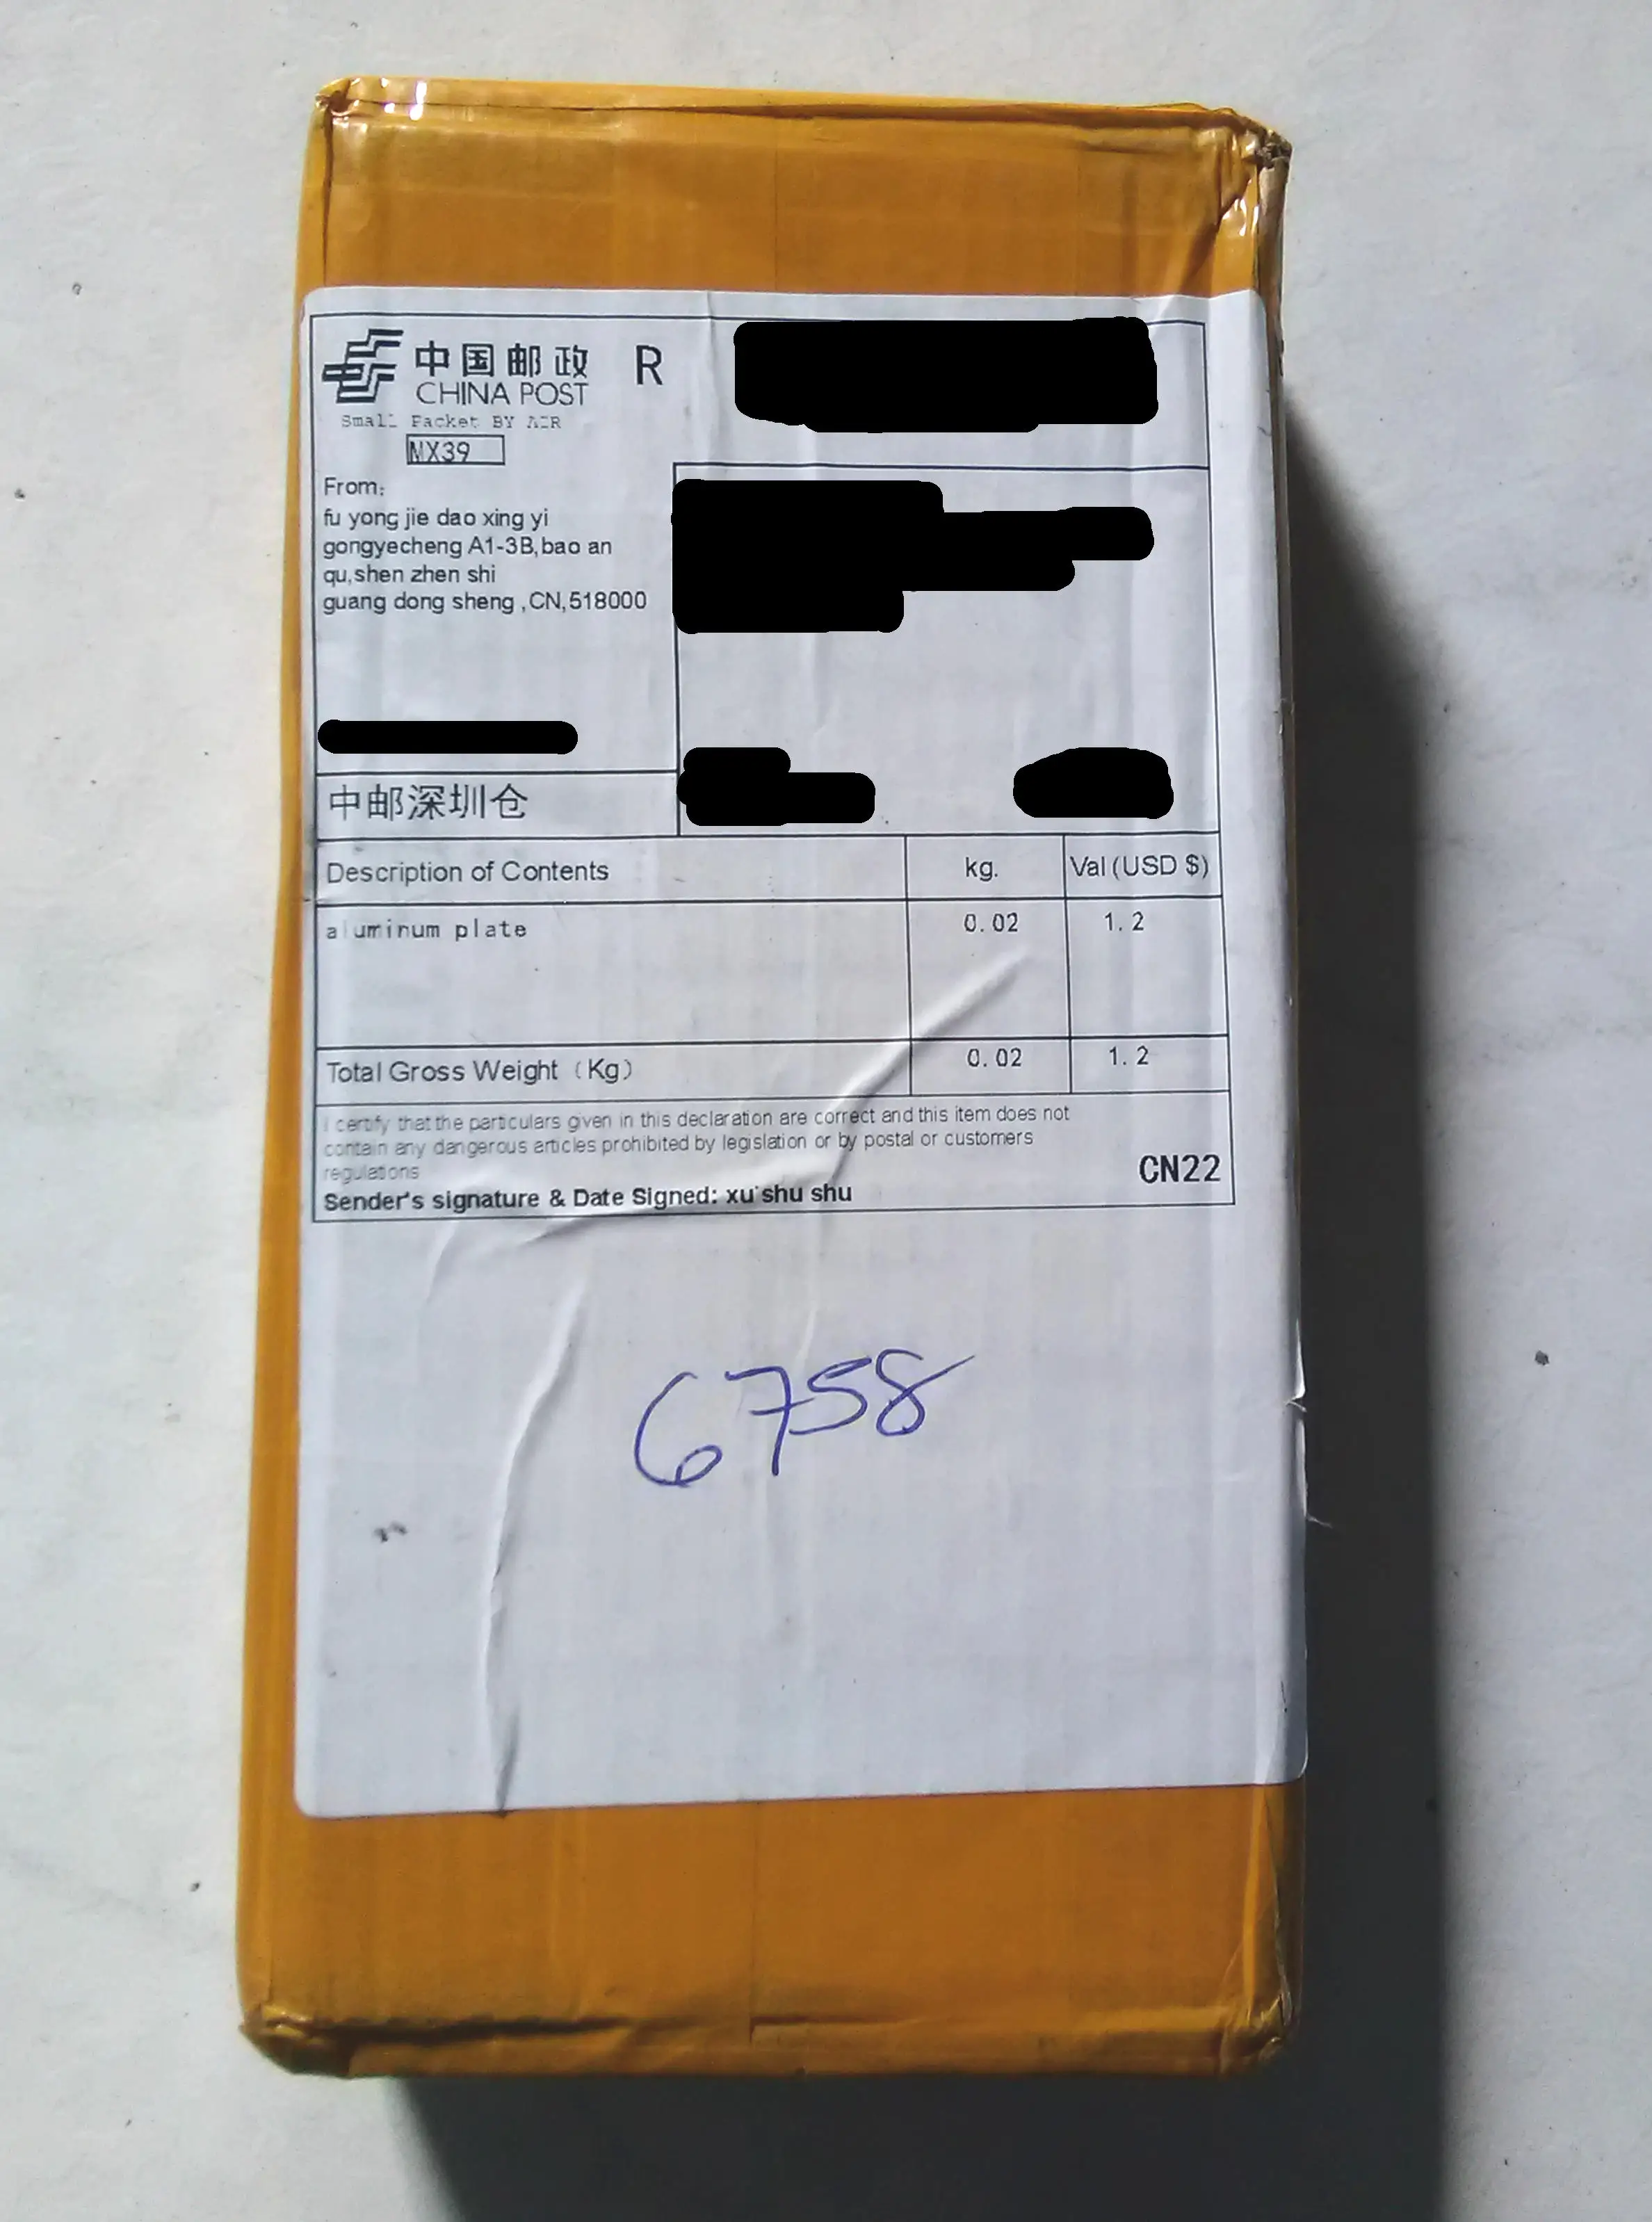 中国邮政 R
CHINA POST
Small Packet BY AIR
MX39
From:
fu yong jie dao xing yi
gongyecheng A1-3B,bao an
qu,shen zhen shi
guang dong sheng ,CN,518000
中邮深圳仓
Description of Contents kg. Val (USD $)
aluminum plate 0.02 1.2
Total Gross Weight (Kg) 0.02 1.2
I certify that the particulars given in this declaration are correct and this item does not
contain any dangerous articles prohibited by legislation or by postal or customers
regulations
CN22
Sender's signature & Date Signed: xu shu shu
6758